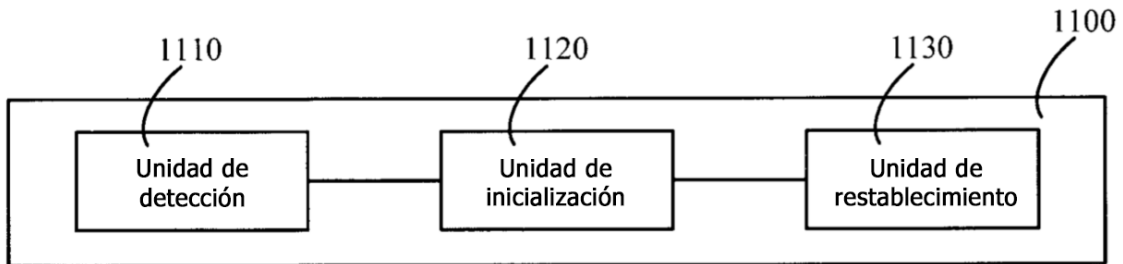 1100
1110
1120
1130
Unidad de
detección
Unidad de
inicialización
Unidad de
restablecimiento